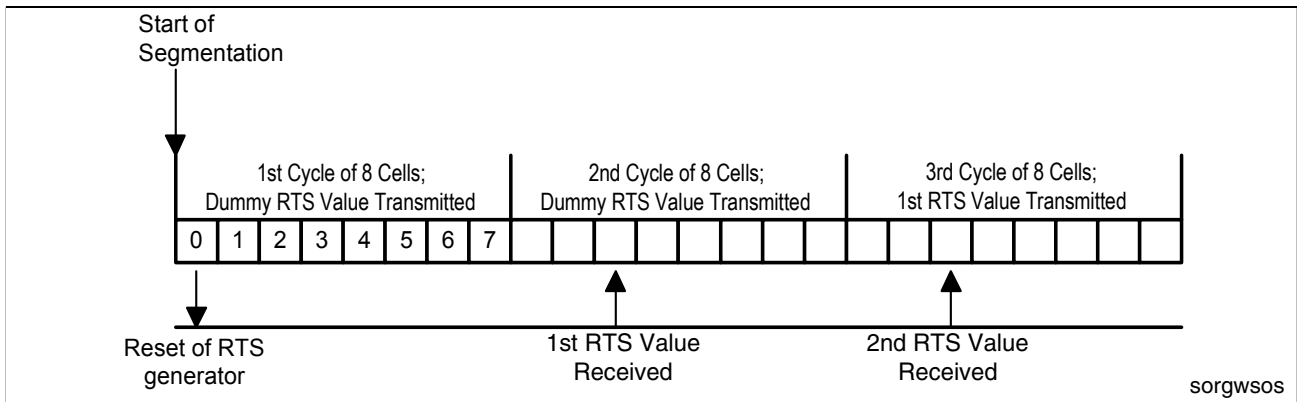 Start of
Segmentation
1st Cycle of 8 Cells;
Dummy RTS Value Transmitted
2nd Cycle of 8 Cells;
Dummy RTS Value Transmitted
3rd Cycle of 8 Cells;
1st RTS Value Transmitted
0 1 2 3 4 5 6 7
Reset of RTS
generator
1st RTS Value
Received
2nd RTS Value
Received
sorgwsos